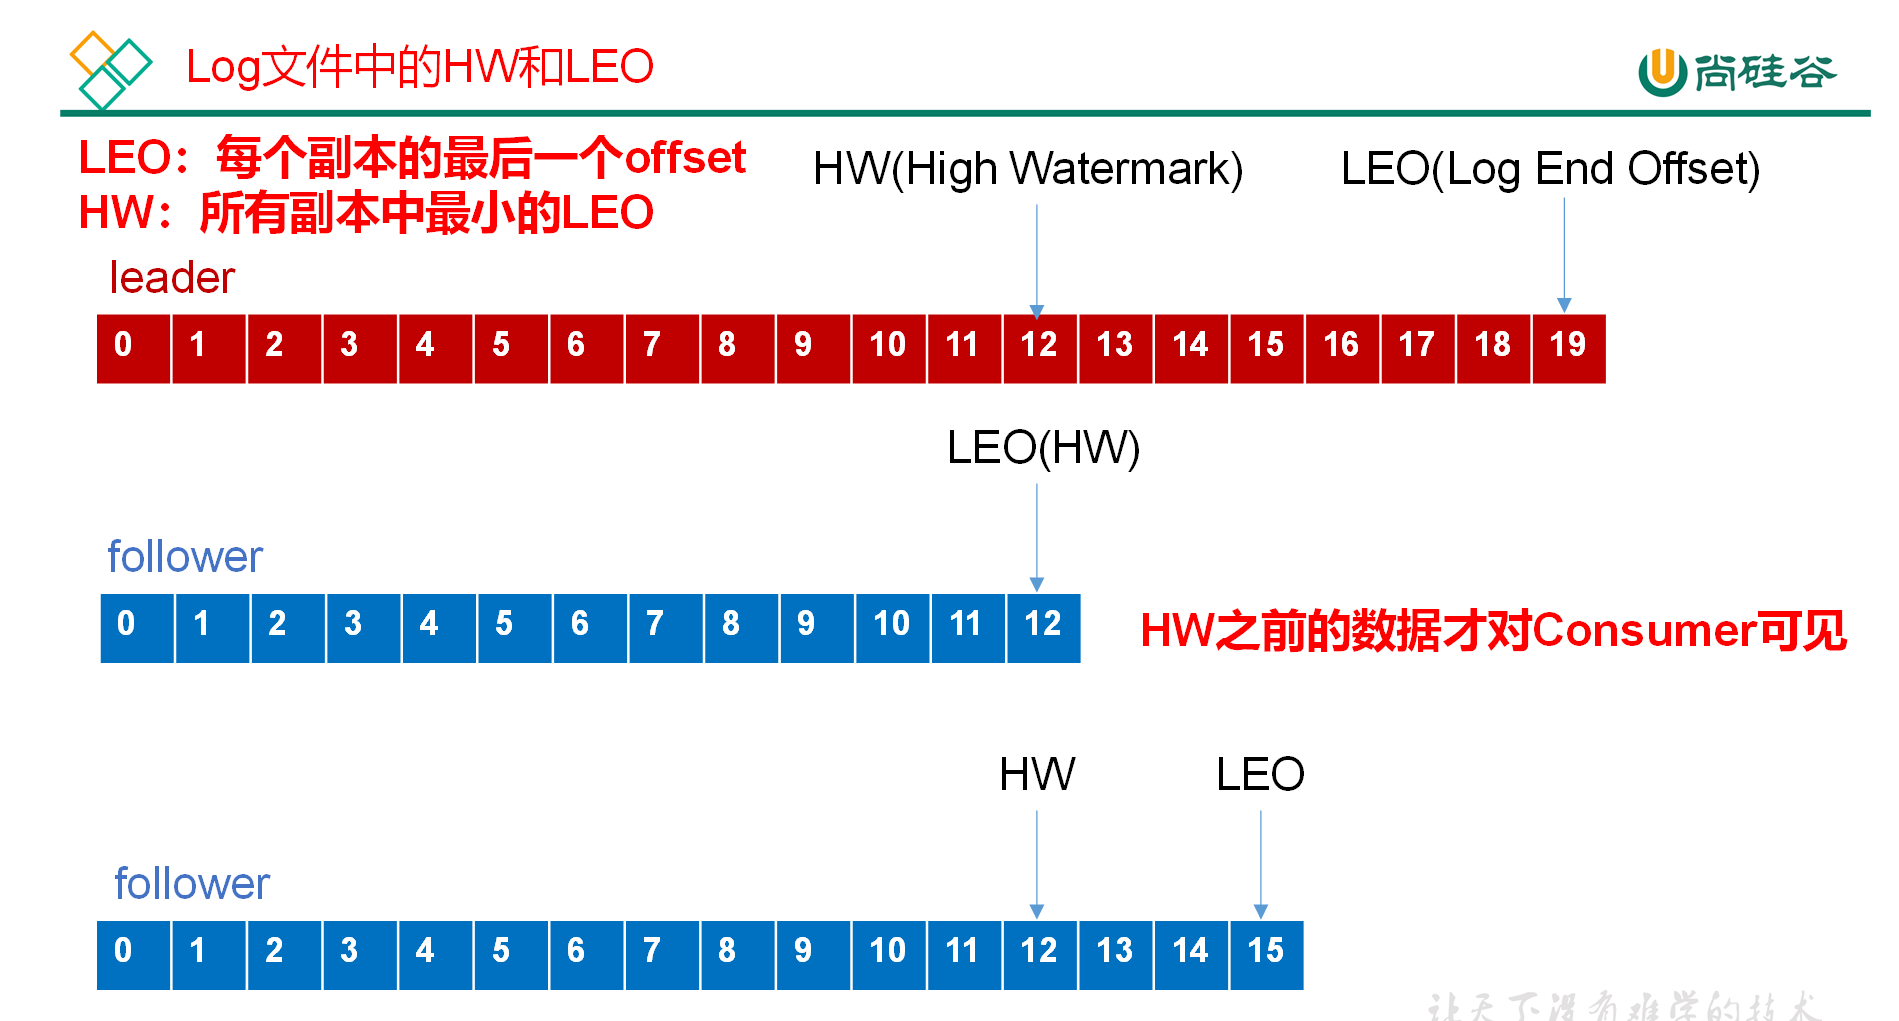 Log文件中的HW和LEO
尚硅谷
LEO：每个副本的最后一个offset
HW：所有副本中最小的LEO
HW(High Watermark)
LEO(Log End Offset)
leader
0 1 2 3 4 5 6 7 8 9 10 11 12 13 14 15 16 17 18 19
LEO(HW)
follower
0 1 2 3 4 5 6 7 8 9 10 11 12
HW之前的数据才对Consumer可见
HW
LEO
follower
0 1 2 3 4 5 6 7 8 9 10 11 12 13 14 15
让天下没有难学的技术